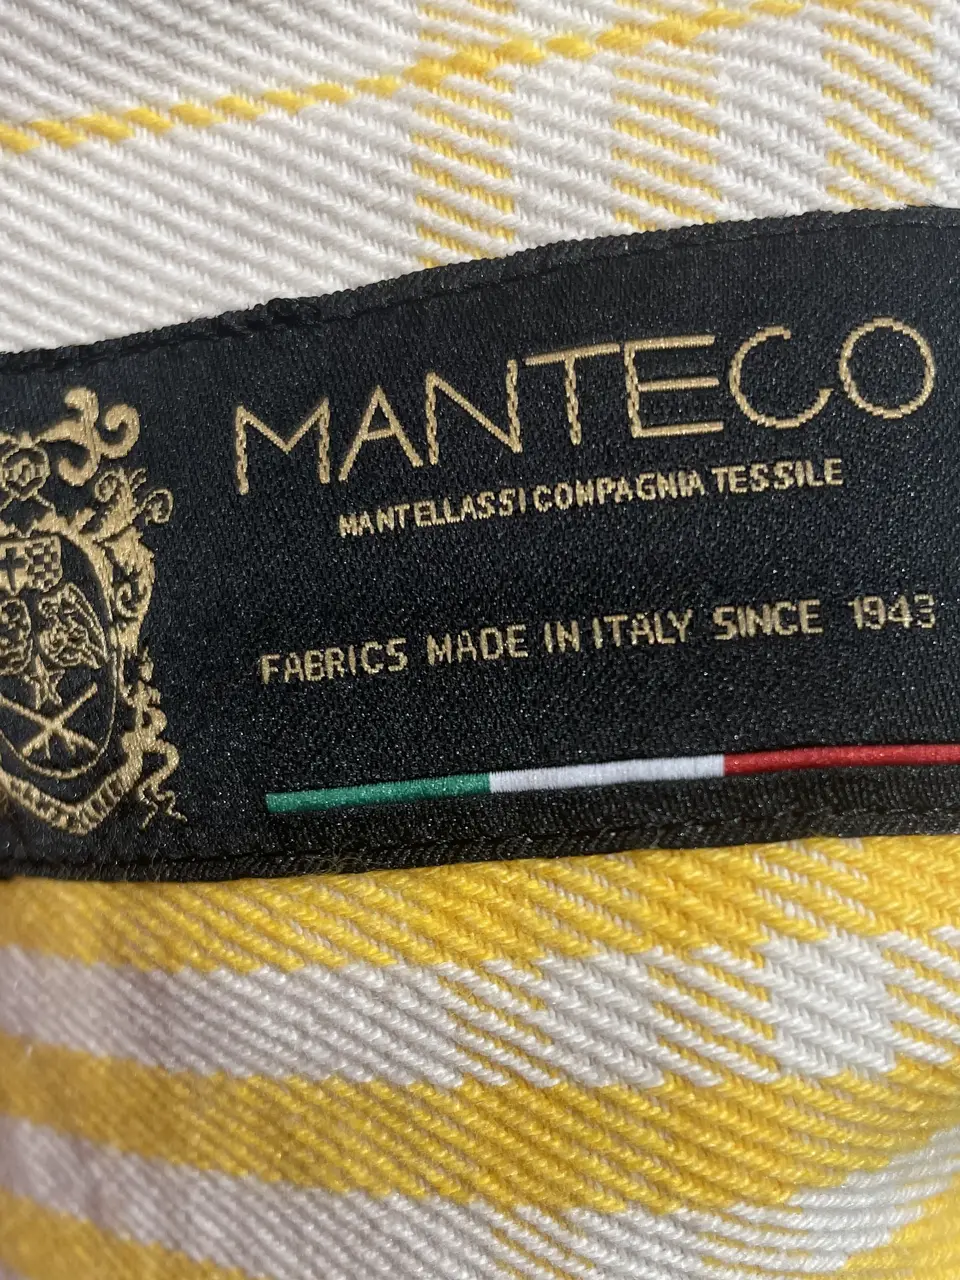 MANTECO
MANTELLASSI COMPAGNIA TESSILE
FABRICS MADE IN ITALY SINCE 1943